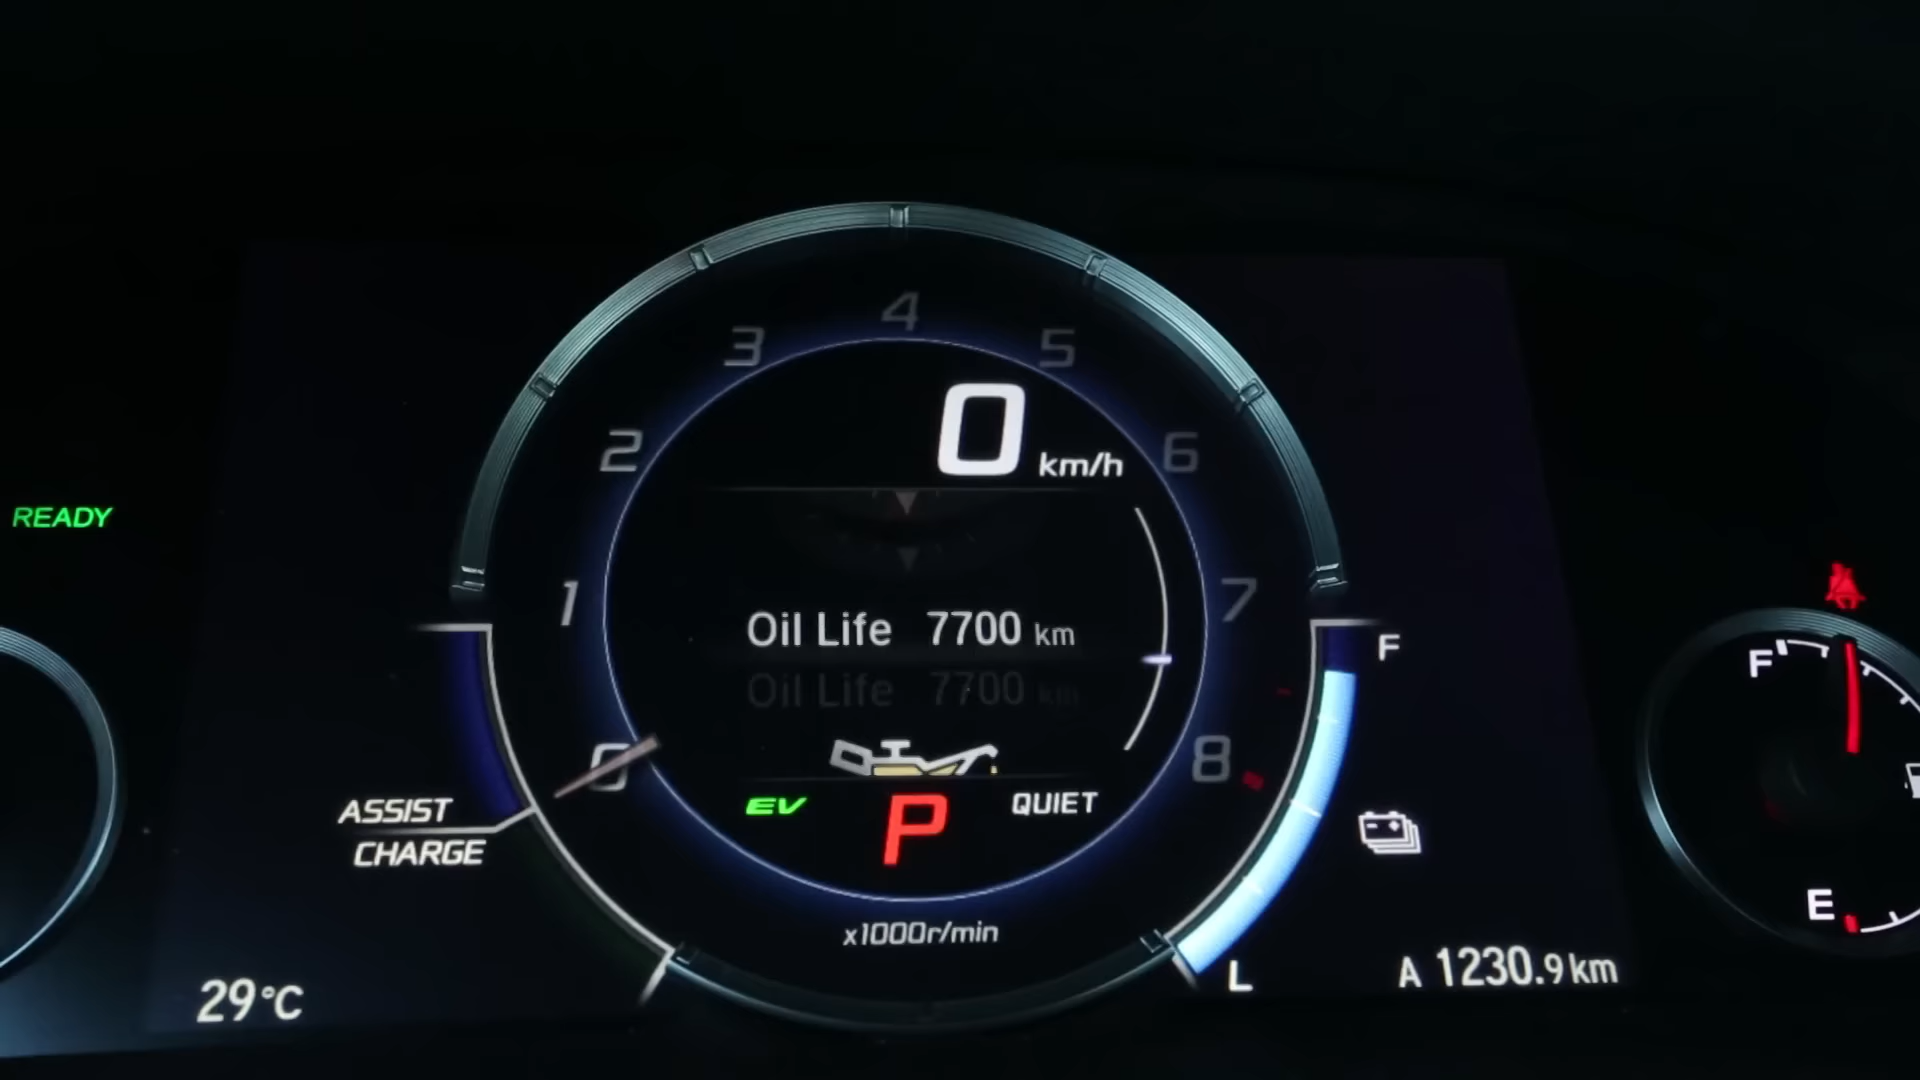 4
3
5
0 km/h
2
6
READY
1
7
Oil Life 7700 km
Oil Life 7700 km
F
F
0
8
ASSIST
EV
P
QUIET
CHARGE
E
x1000r/min
29°C
L
A 1230.9 km